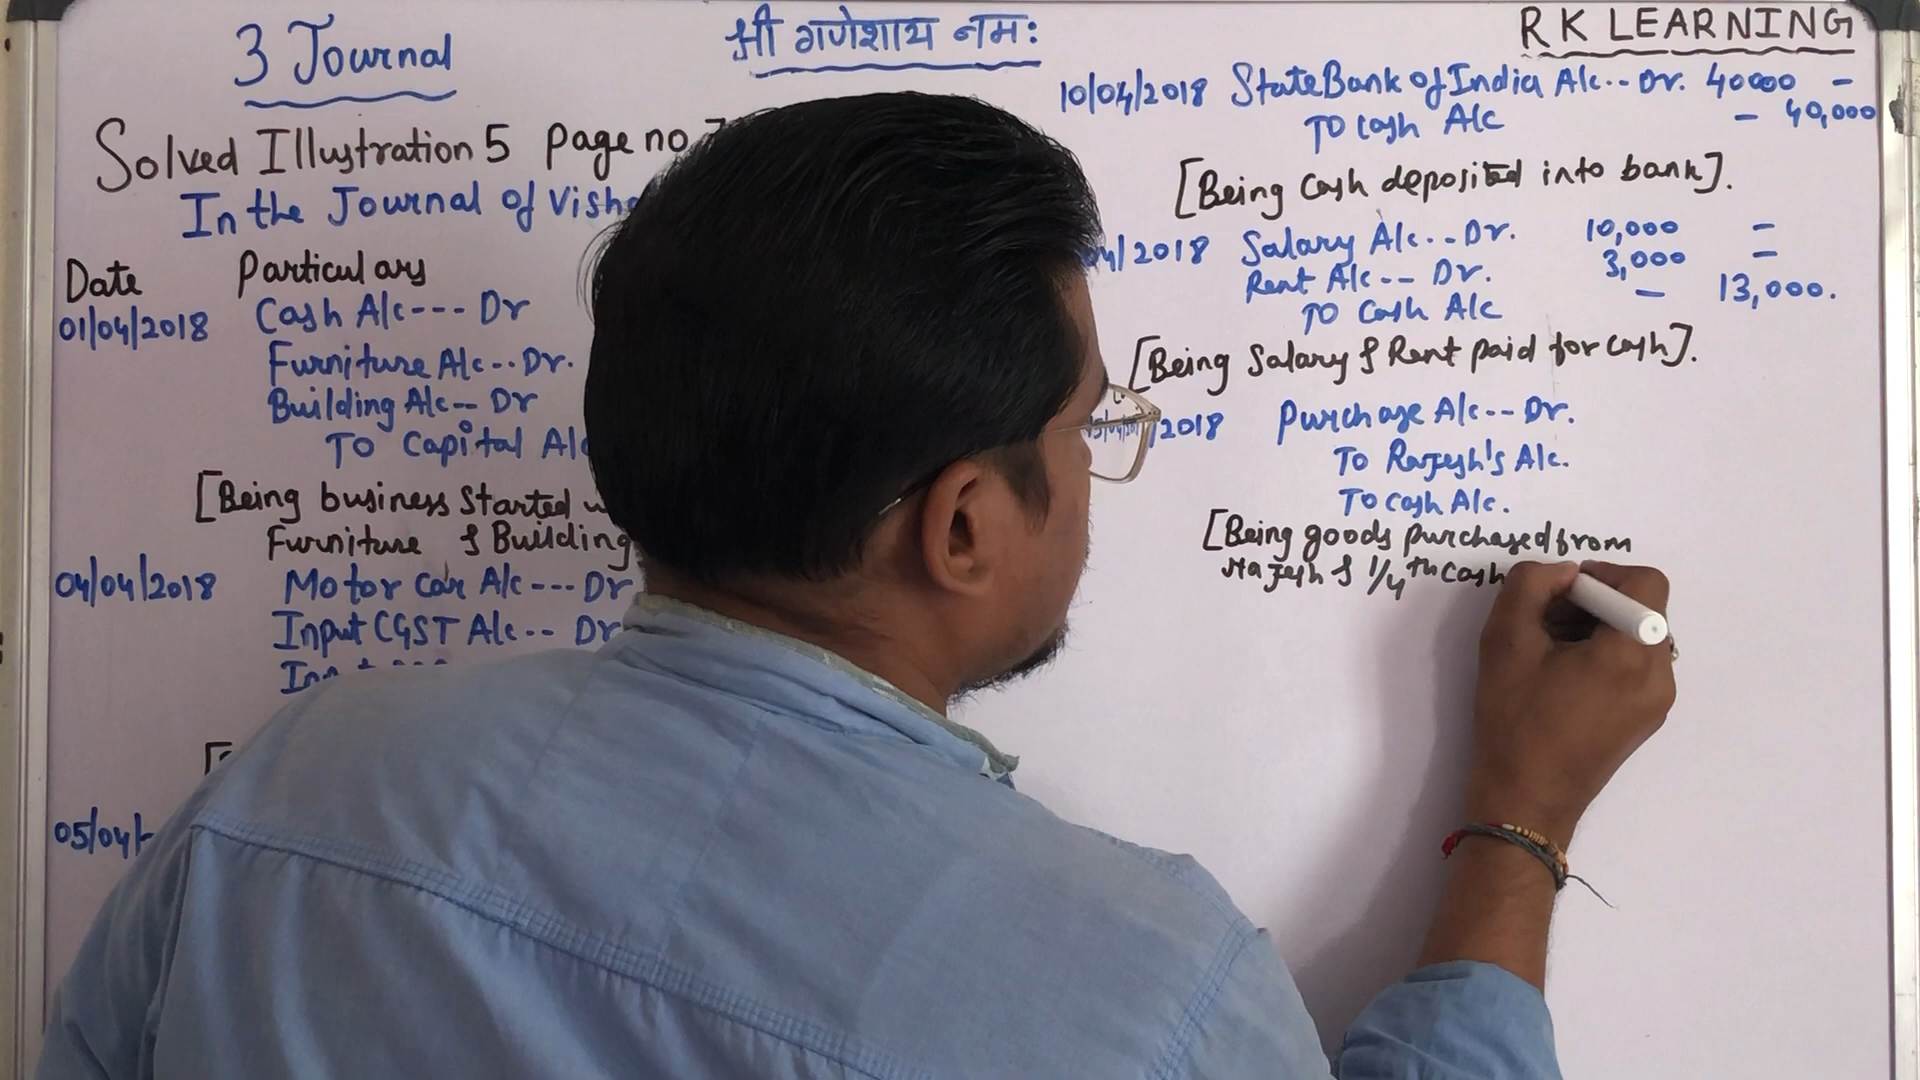 3 Journal
श्री गणेशाय नमः
R K LEARNING
Solved Illustration 5 Page no
In the Journal of
Date Particulars
01/04/2018 Cash A/c--- Dr
Furniture A/c-- Dr.
Building A/c-- Dr
To Capital A/c
[Being business Started
Furniture & Building
04/04/2018 Motor Car A/c --- Dr
Input CGST A/c -- Dr
05/04/
10/04/2018 State Bank of India A/c -- Dr. 40000 -
To Cash A/c - 40,000
[Being Cash deposited into bank].
04/2018 Salary A/c -- Dr. 10,000 -
Rent A/c -- Dr. 3,000 -
To Cash A/c - 13,000.
[Being Salary & Rent paid for cash].
/2018 Purchase A/c -- Dr.
To Rajesh's A/c.
To Cash A/c.
[Being goods purchased from
Rajesh & 1/4th Cash